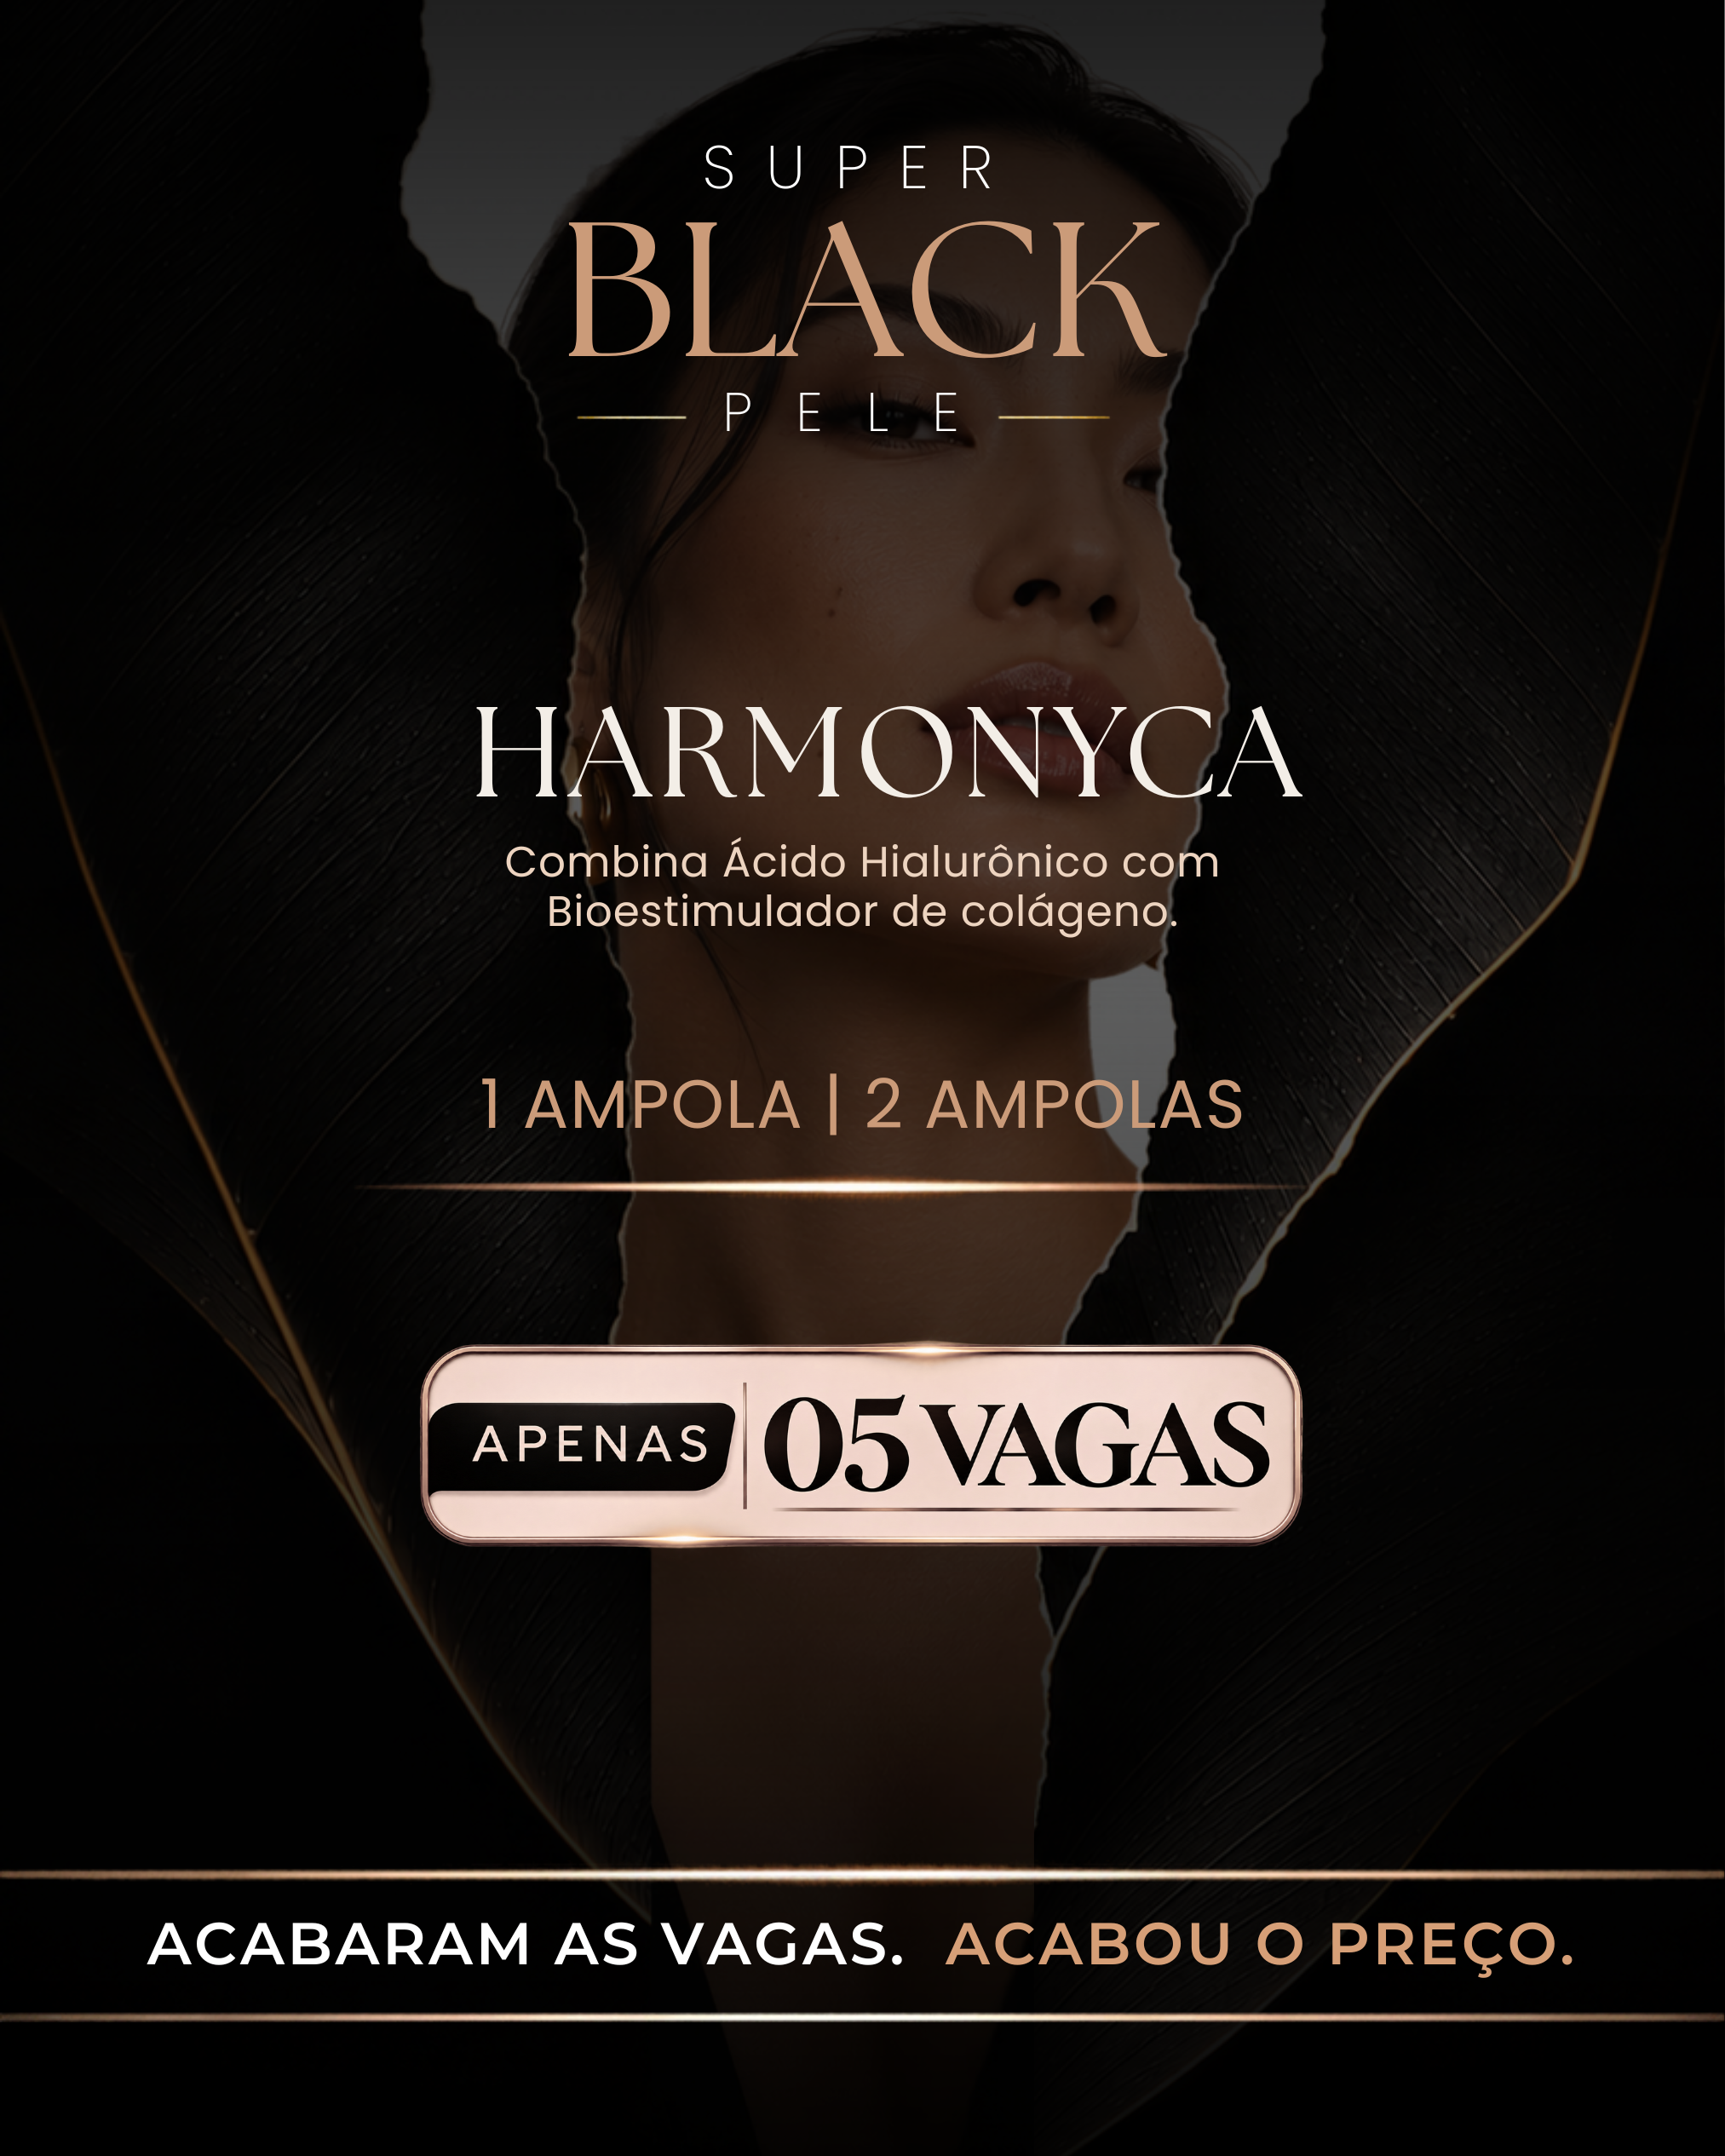 SUPER
BLACK
PELE
HARMONYCA
Combina Ácido Hialurônico com
Bioestimulador de colágeno.
1 AMPOLA | 2 AMPOLAS
APENAS 05 VAGAS
ACABARAM AS VAGAS. ACABOU O PREÇO.